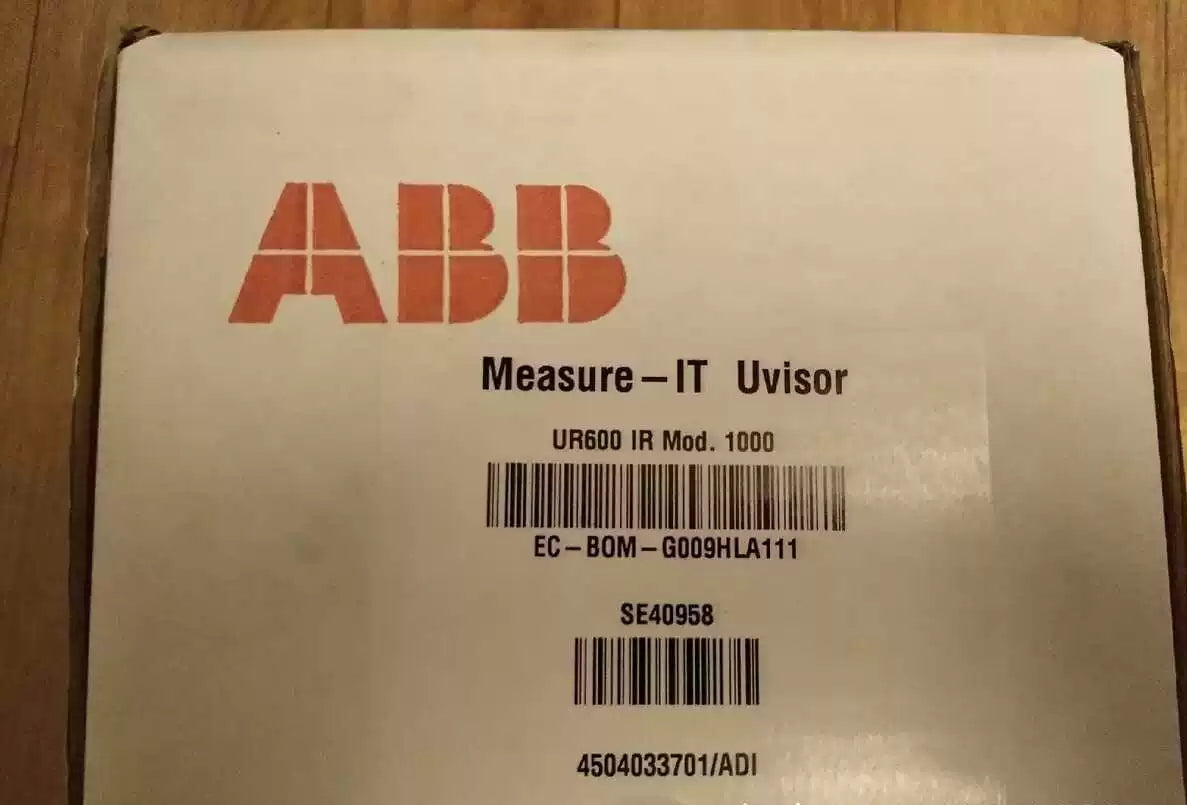 ABB
Measure-IT Uvisor
UR600 IR Mod. 1000
EC-BOM-G009HLA111
SE40958
4504033701/ADI